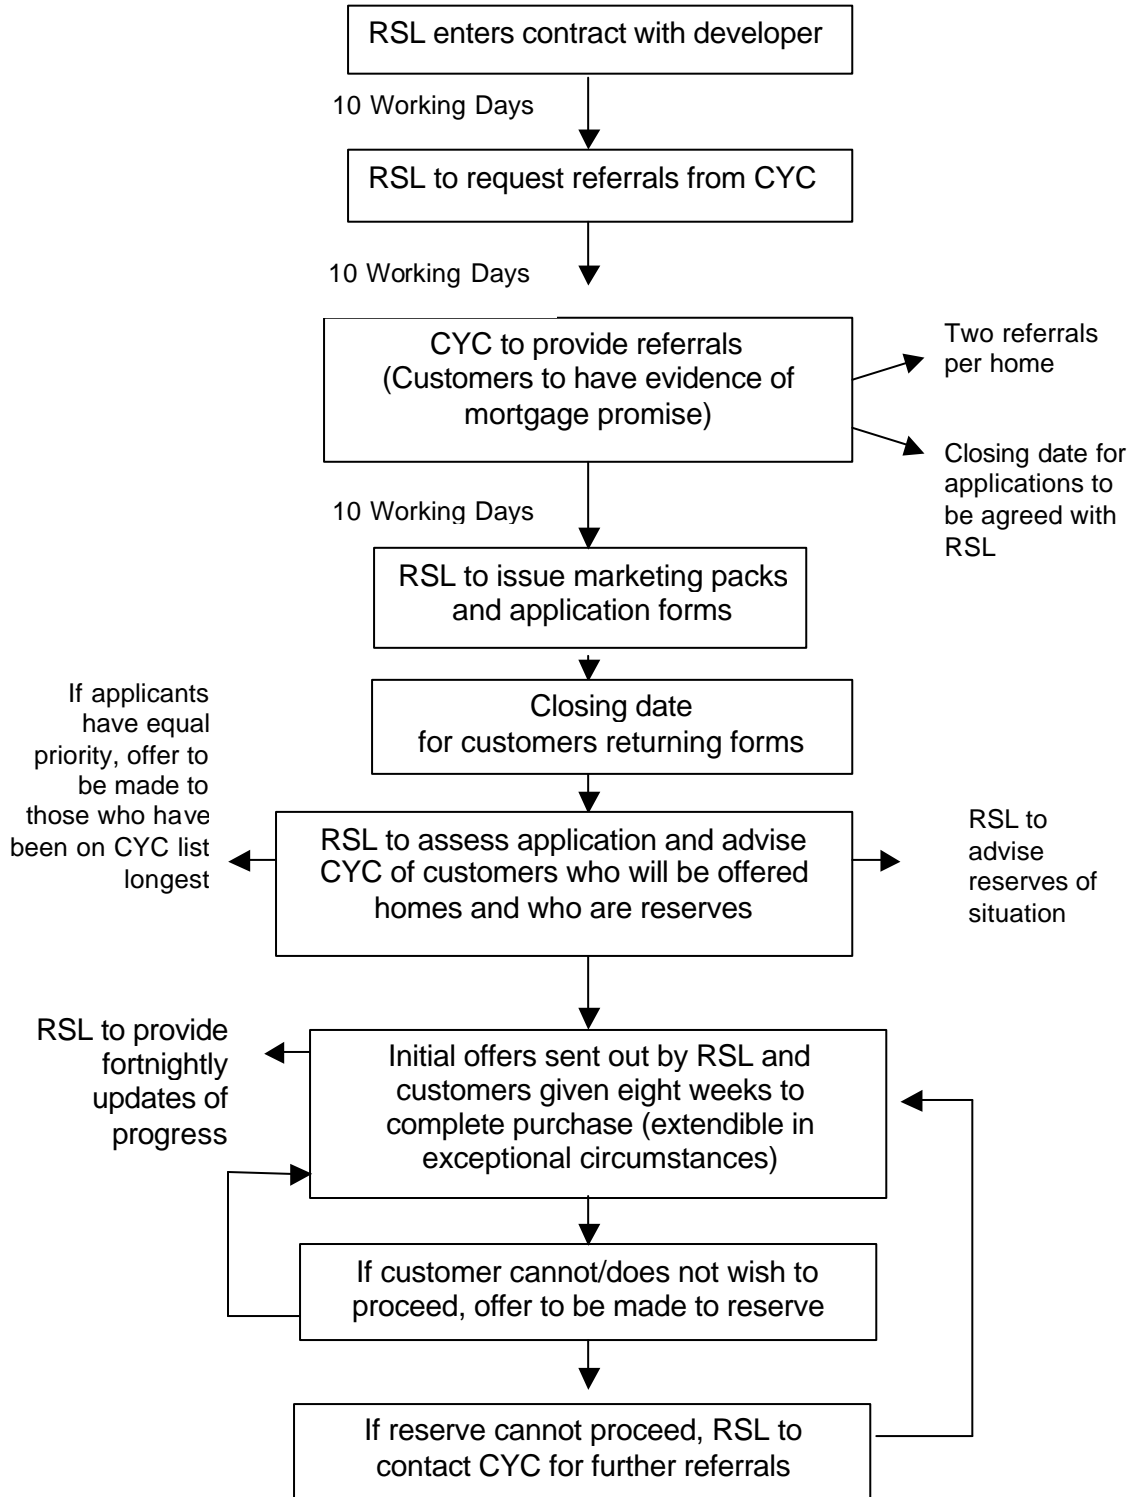 RSL enters contract with developer
10 Working Days
RSL to request referrals from CYC
10 Working Days
CYC to provide referrals
(Customers to have evidence of
mortgage promise)
Two referrals
per home
Closing date for
applications to
be agreed with
RSL
10 Working Days
RSL to issue marketing packs
and application forms
Closing date
for customers returning forms
If applicants
have equal
priority, offer to
be made to
those who have
been on CYC list
longest
RSL to assess application and advise
CYC of customers who will be offered
homes and who are reserves
RSL to
advise
reserves of
situation
RSL to provide
fortnightly
updates of
progress
Initial offers sent out by RSL and
customers given eight weeks to
complete purchase (extendible in
exceptional circumstances)
If customer cannot/does not wish to
proceed, offer to be made to reserve
If reserve cannot proceed, RSL to
contact CYC for further referrals